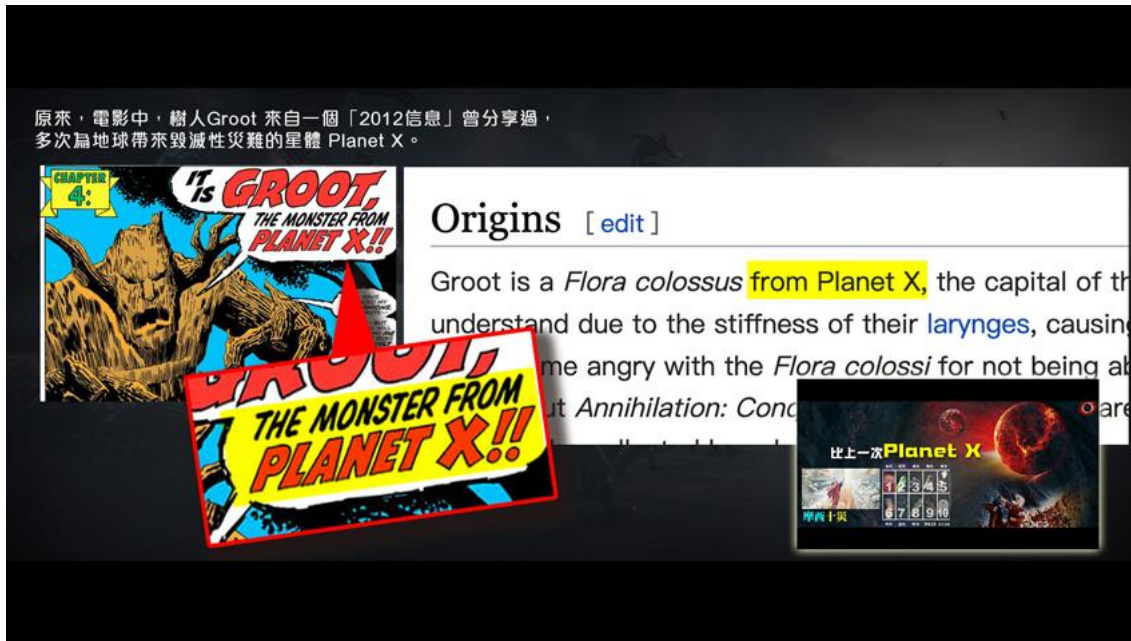 原來，電影中，樹人Groot 來自一個「2012信息」曾分享過，
多次為地球帶來毀滅性災難的星體 Planet X。
CHAPTER
4:
IT
IS GROOT,
THE MONSTER FROM
PLANET X!!
Origins [ edit ]
Groot is a Flora colossus from Planet X, the capital of th
understand due to the stiffness of their larynges, causing
me angry with the Flora colossi for not being ab
ut Annihilation: Conq
are
GROOT,
THE MONSTER FROM
PLANET X!!
比上一次Planet X
1 2 3 4 5
6 7 8 9 10
摩西十災